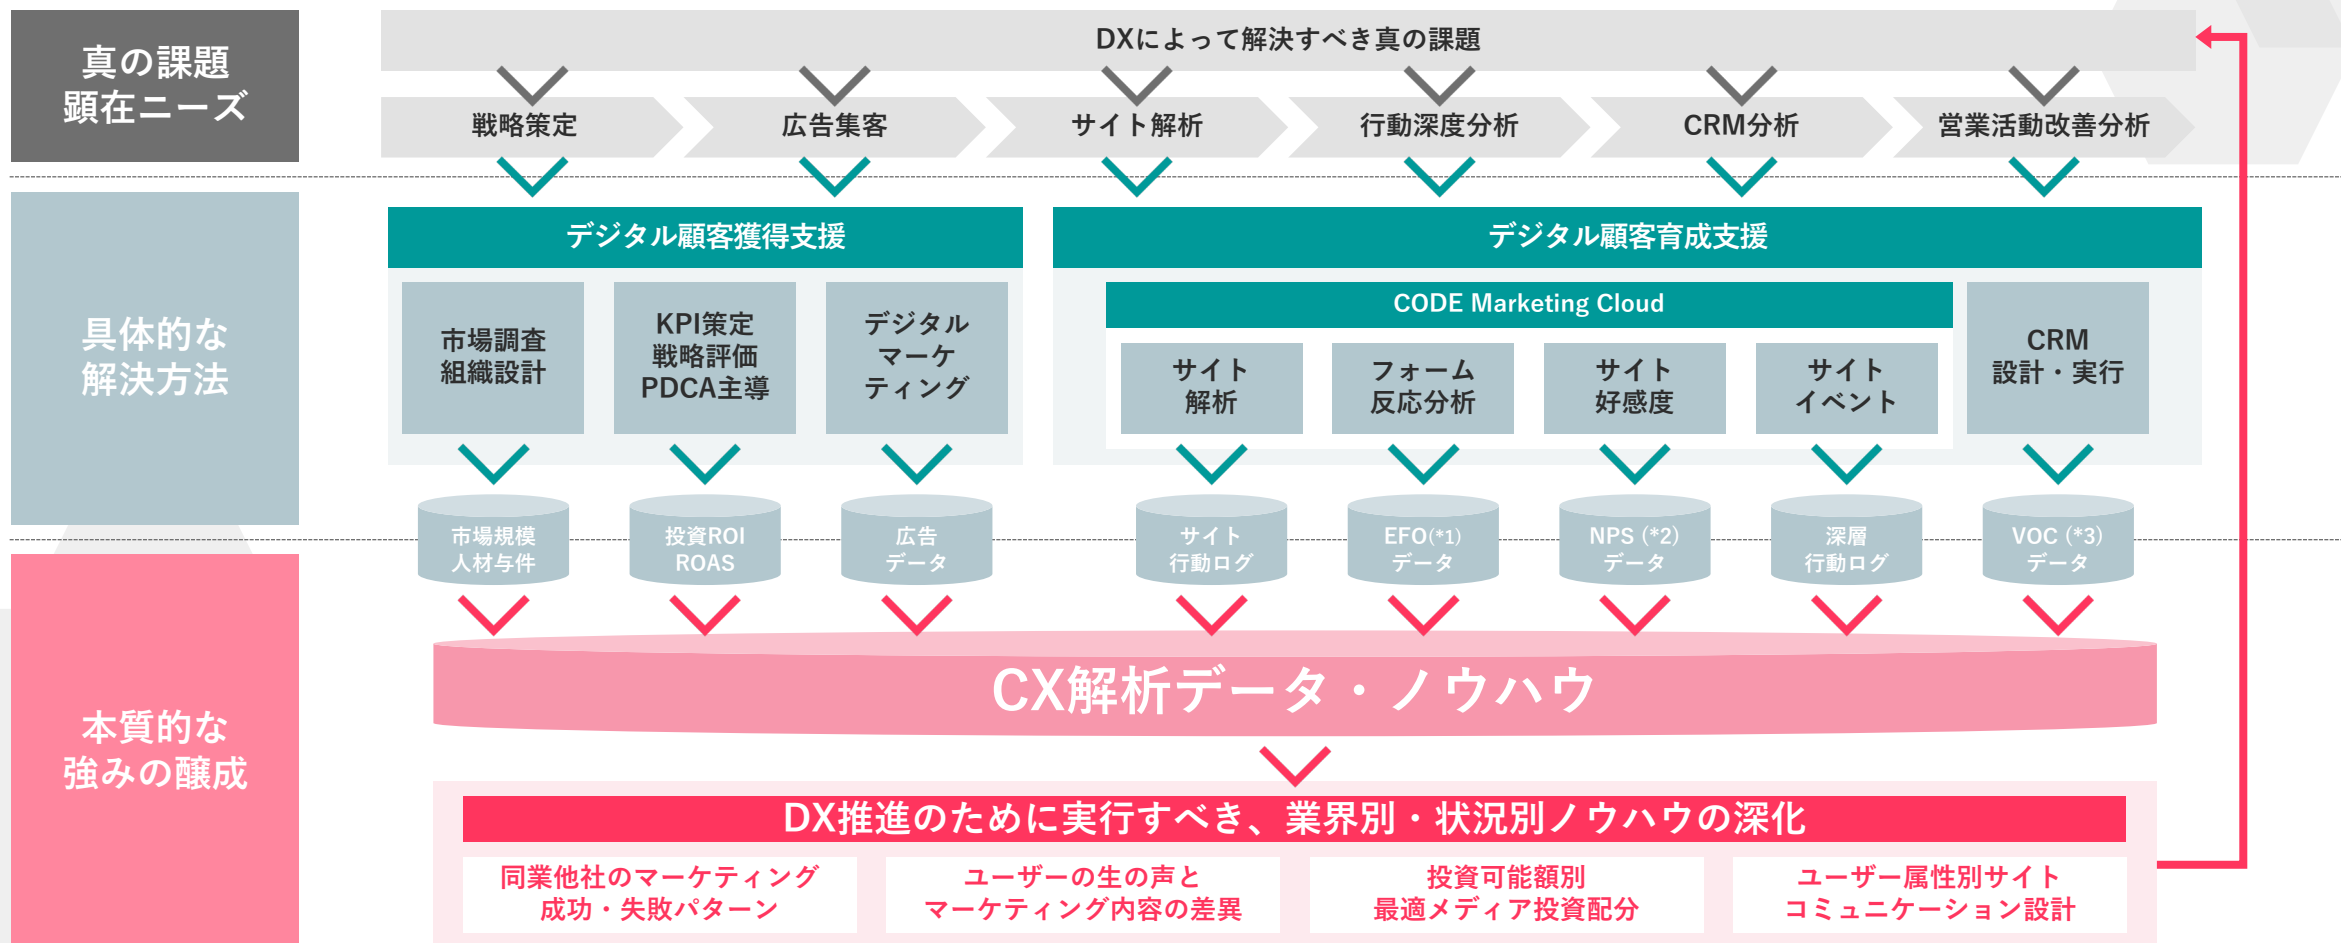 真の課題
顕在ニーズ
DXによって解決すべき真の課題
戦略策定
広告集客
サイト解析
行動深度分析
CRM分析
営業活動改善分析
具体的な
解決方法
デジタル顧客獲得支援
市場調査
組織設計
KPI策定
戦略評価
PDCA主導
デジタル
マーケ
ティング
デジタル顧客育成支援
CODE Marketing Cloud
サイト
解析
フォーム
反応分析
サイト
好感度
サイト
イベント
CRM
設計・実行
市場規模
人材与件
投資ROI
ROAS
広告
データ
サイト
行動ログ
EFO(*1)
データ
NPS (*2)
データ
深層
行動ログ
VOC (*3)
データ
本質的な
強みの醸成
CX解析データ・ノウハウ
DX推進のために実行すべき、業界別・状況別ノウハウの深化
同業他社のマーケティング
成功・失敗パターン
ユーザーの生の声と
マーケティング内容の差異
投資可能額別
最適メディア投資配分
ユーザー属性別サイト
コミュニケーション設計